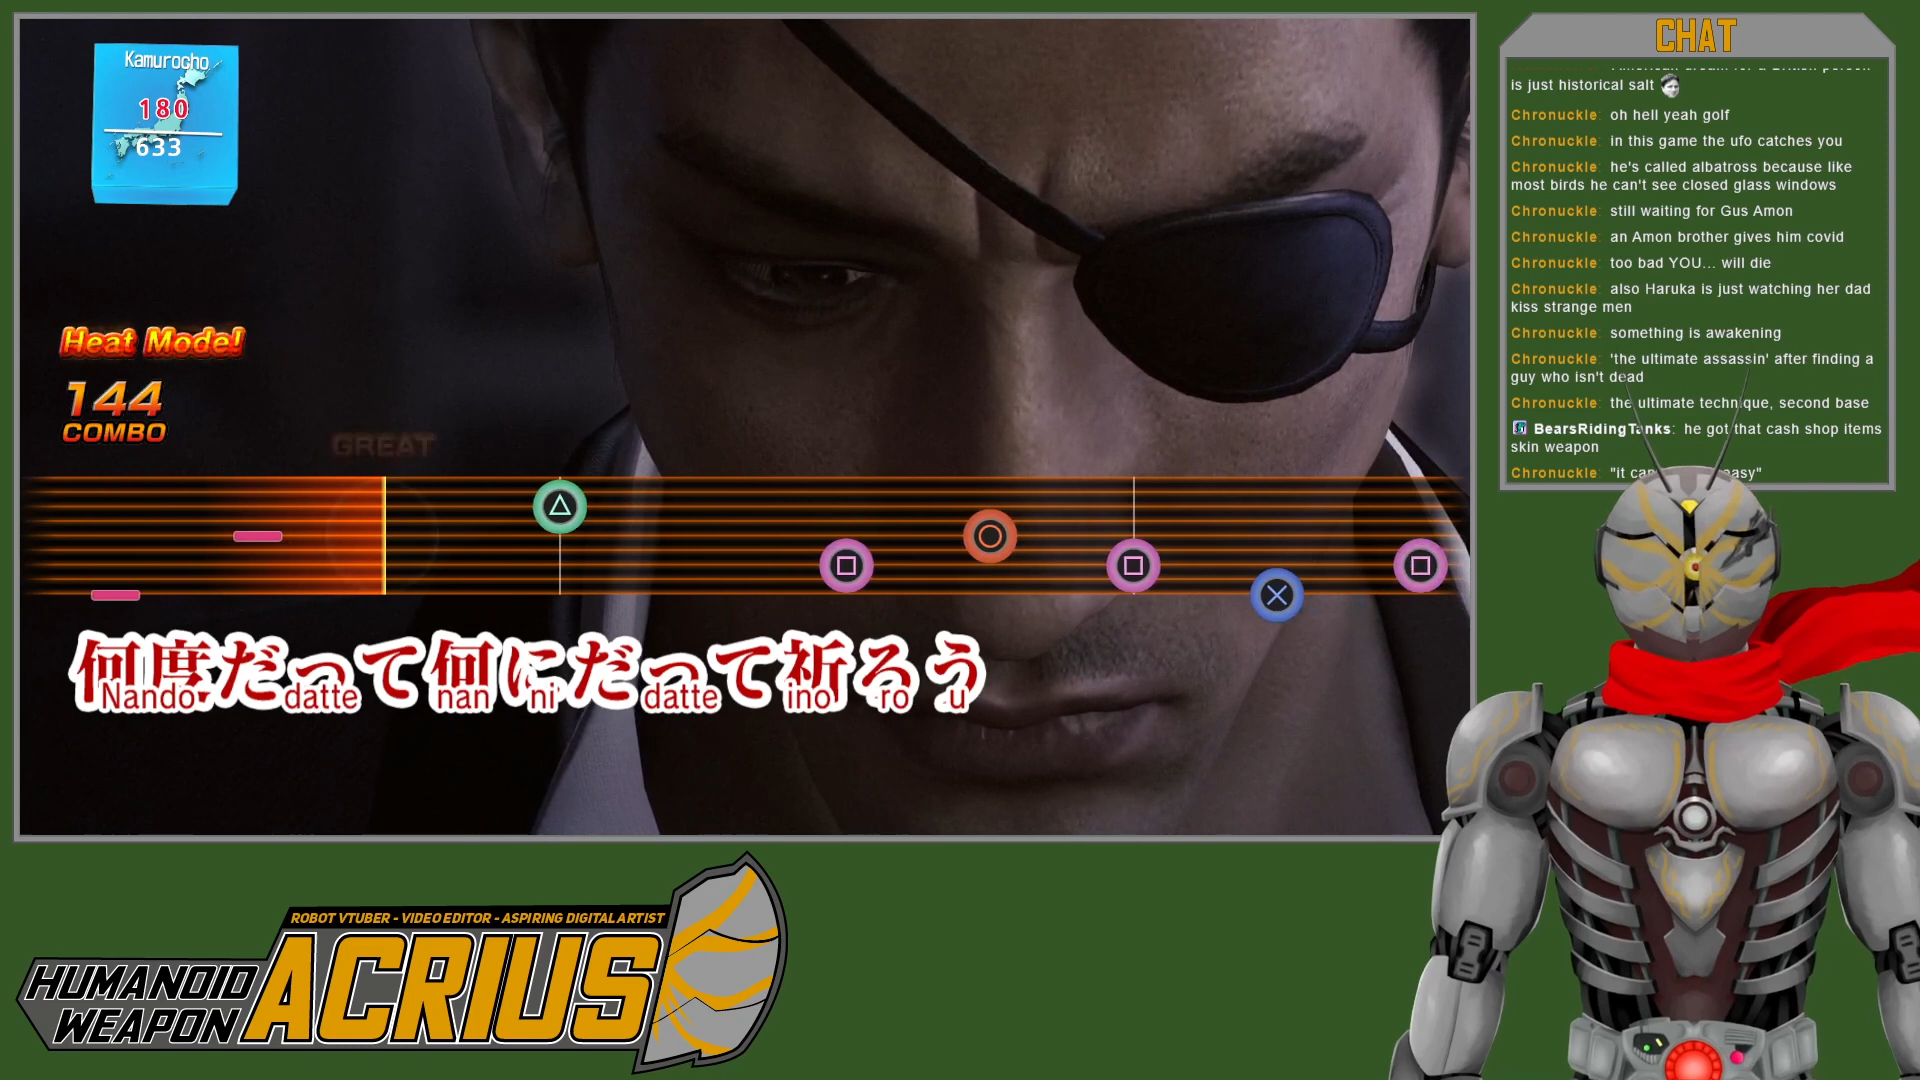 Kamurocho
180
633
Heat Mode!
144
COMBO
GREAT
何度だって何にだって祈ろう
Nando datte nan ni datte ino ro u
ROBOT VTUBER - VIDEO EDITOR - ASPIRING DIGITAL ARTIST
HUMANOID
WEAPON
ACRIUS
CHAT
is just historical salt
Chronuckle: oh hell yeah golf
Chronuckle: in this game the ufo catches you
Chronuckle: he's called albatross because like
most birds he can't see closed glass windows
Chronuckle: still waiting for Gus Amon
Chronuckle: an Amon brother gives him covid
Chronuckle: too bad YOU... will die
Chronuckle: also Haruka is just watching her dad
kiss strange men
Chronuckle: something is awakening
Chronuckle: 'the ultimate assassin' after finding a
guy who isn't dead
Chronuckle: the ultimate technique, second base
BearsRidingTanks: he got that cash shop items
skin weapon
Chronuckle: "it